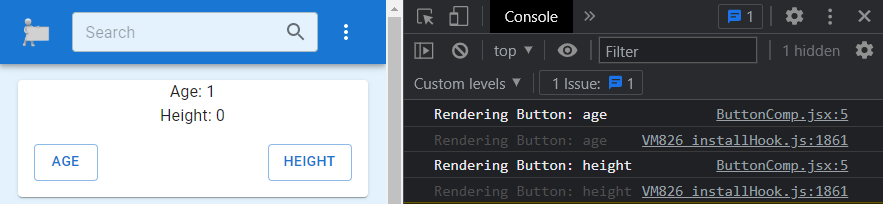 Search
Age: 1
Height: 0
AGE
HEIGHT
Console
1
top
Filter
1 hidden
Custom levels
1 Issue: 1
Rendering Button: age ButtonComp.jsx:5
Rendering Button: age VM826 installHook.js:1861
Rendering Button: height ButtonComp.jsx:5
Rendering Button: height VM826 installHook.js:1861